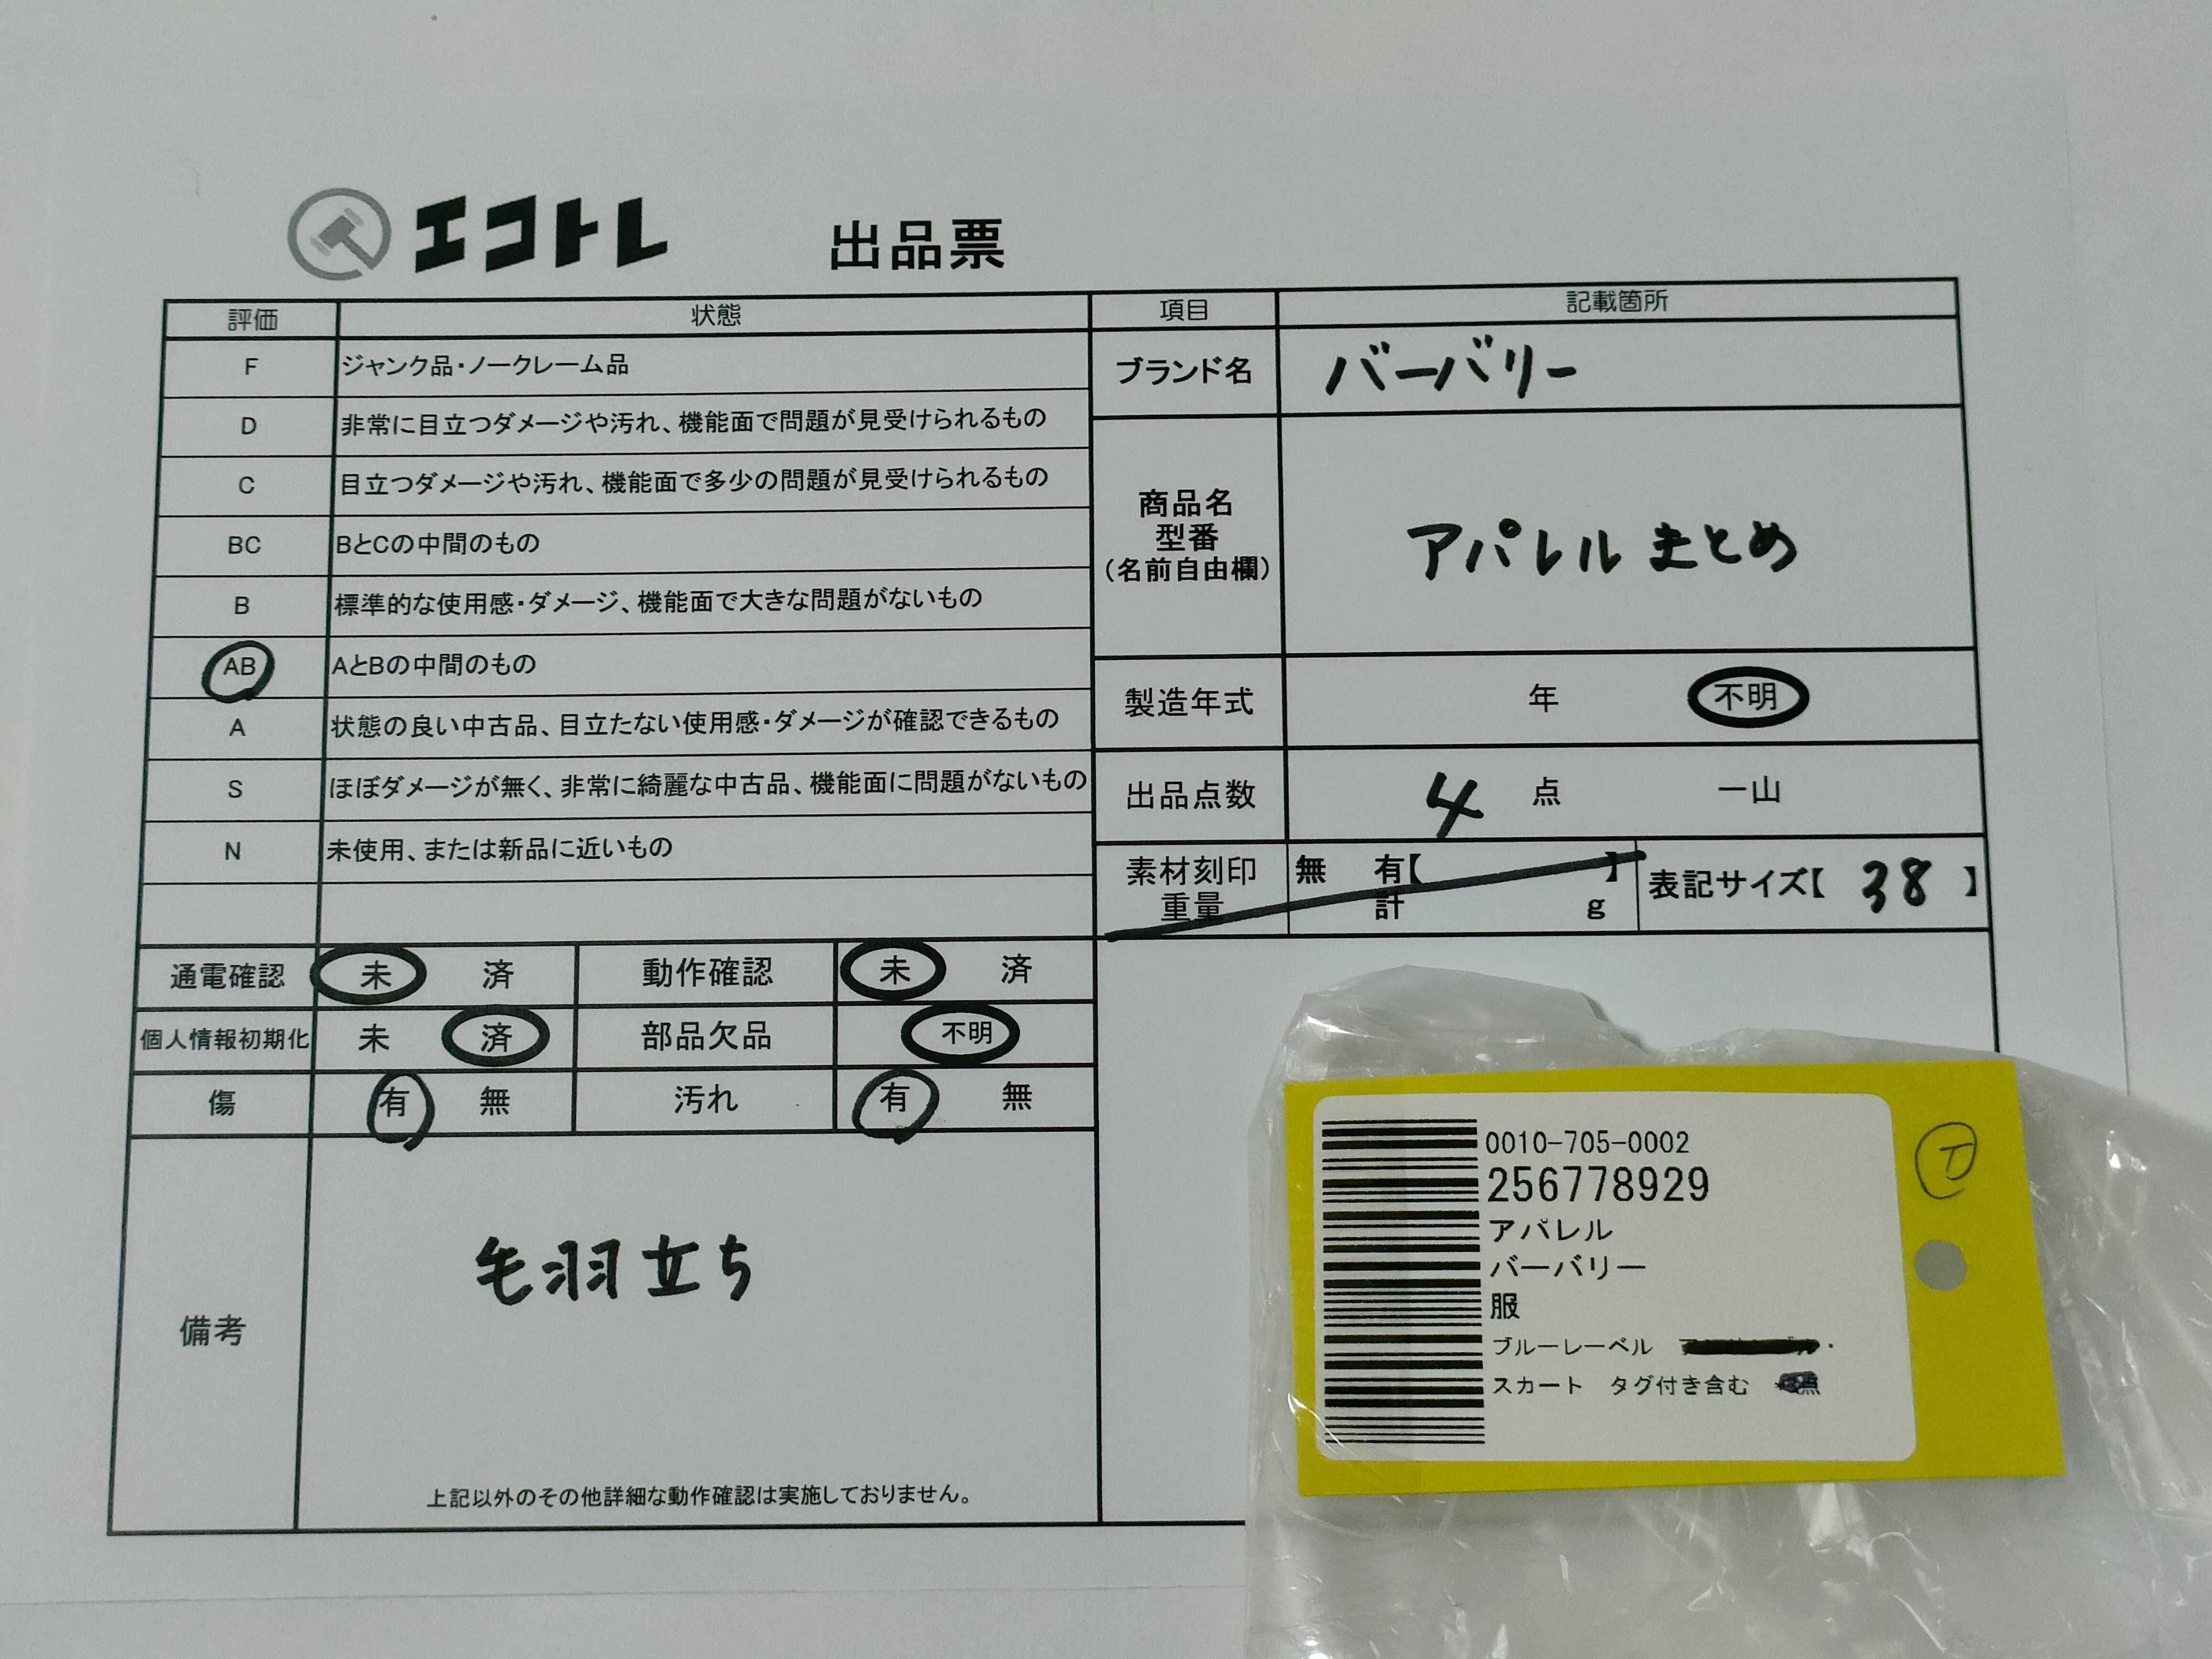 エコトレ 出品票
評価 状態 項目 記載箇所
F ジャンク品・ノークレーム品
D 非常に目立つダメージや汚れ、機能面で問題が見受けられるもの
C 目立つダメージや汚れ、機能面で多少の問題が見受けられるもの
BC BとCの中間のもの
B 標準的な使用感・ダメージ、機能面で大きな問題がないもの
AB AとBの中間のもの
A 状態の良い中古品、目立たない使用感・ダメージが確認できるもの
S ほぼダメージが無く、非常に綺麗な中古品、機能面に問題がないもの
N 未使用、または新品に近いもの
ブランド名 バーバリー
商品名
型番
(名前自由欄)
アパレル まとめ
製造年式 年 不明
出品点数 4 点 一山
素材刻印 無 有【 】
重量 計 g
表記サイズ【 38 】
通電確認 未 済 動作確認 未 済
個人情報初期化 未 済 部品欠品 不明
傷 有 無 汚れ 有 無
備考
毛羽立ち
上記以外のその他詳細な動作確認は実施しておりません。
0010-705-0002
256778929
アパレル
バーバリー
服
ブルーレーベル
スカート タグ付き含む 点
T